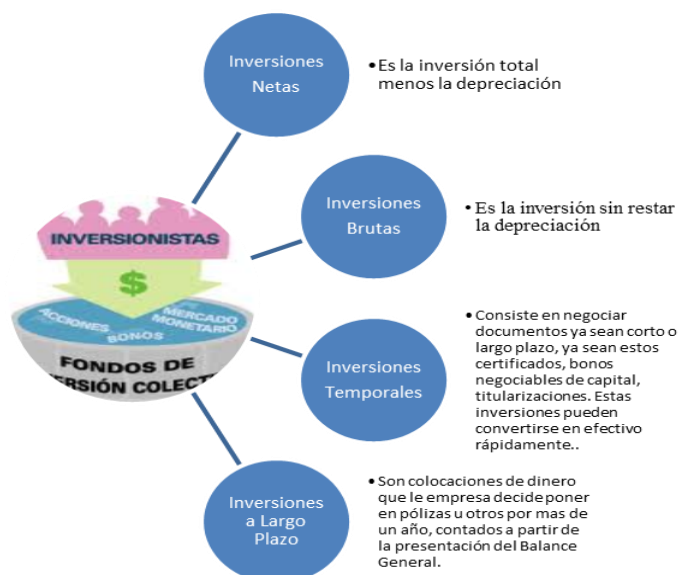 Inversiones
Netas
•Es la inversión total
menos la depreciación
Inversiones
Brutas
• Es la inversión sin restar
la depreciación
INVERSIONISTAS
$
ACCIONES
BONOS
MERCADO
MONETARIO
FONDOS DE
ERSIÓN COLECT
Inversiones
Temporales
•Consiste en negociar
documentos ya sean corto o
largo plazo, ya sean estos
certificados, bonos
negociables de capital,
titularizaciones. Estas
inversiones pueden
convertirse en efectivo
rápidamente..
Inversiones
a Largo
Plazo
• Son colocaciones de dinero
que le empresa decide poner
en pólizas u otros por mas de
un año, contados a partir de
la presentación del Balance
General.